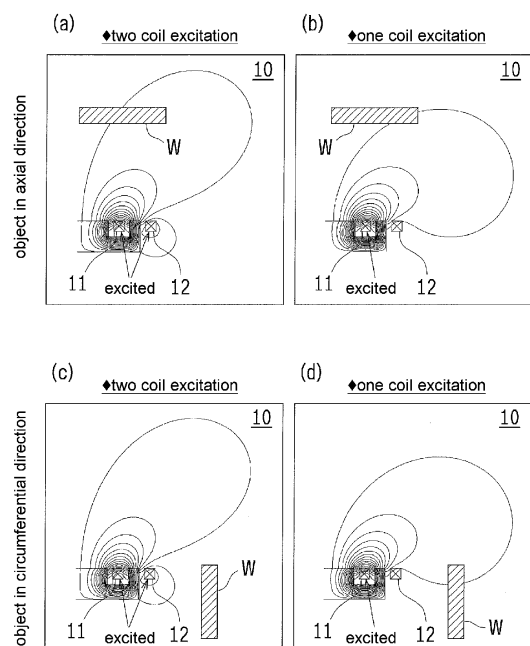 (a)
♦two coil excitation
(b)
♦one coil excitation
object in axial direction
10
W
11
excited
12
10
W
11
excited
12
(c)
♦two coil excitation
(d)
♦one coil excitation
object in circumferential direction
10
W
11
excited
12
10
W
11
excited
12